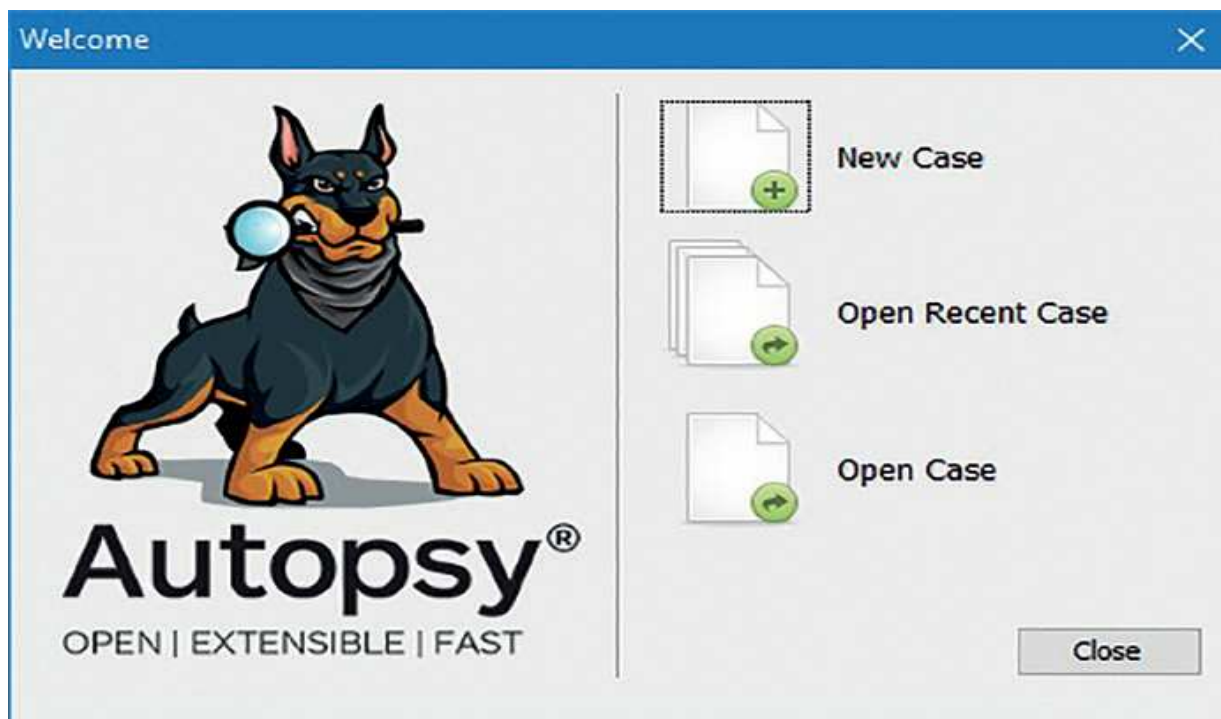 Welcome
New Case
Open Recent Case
Open Case
Autopsy®
OPEN | EXTENSIBLE | FAST
Close